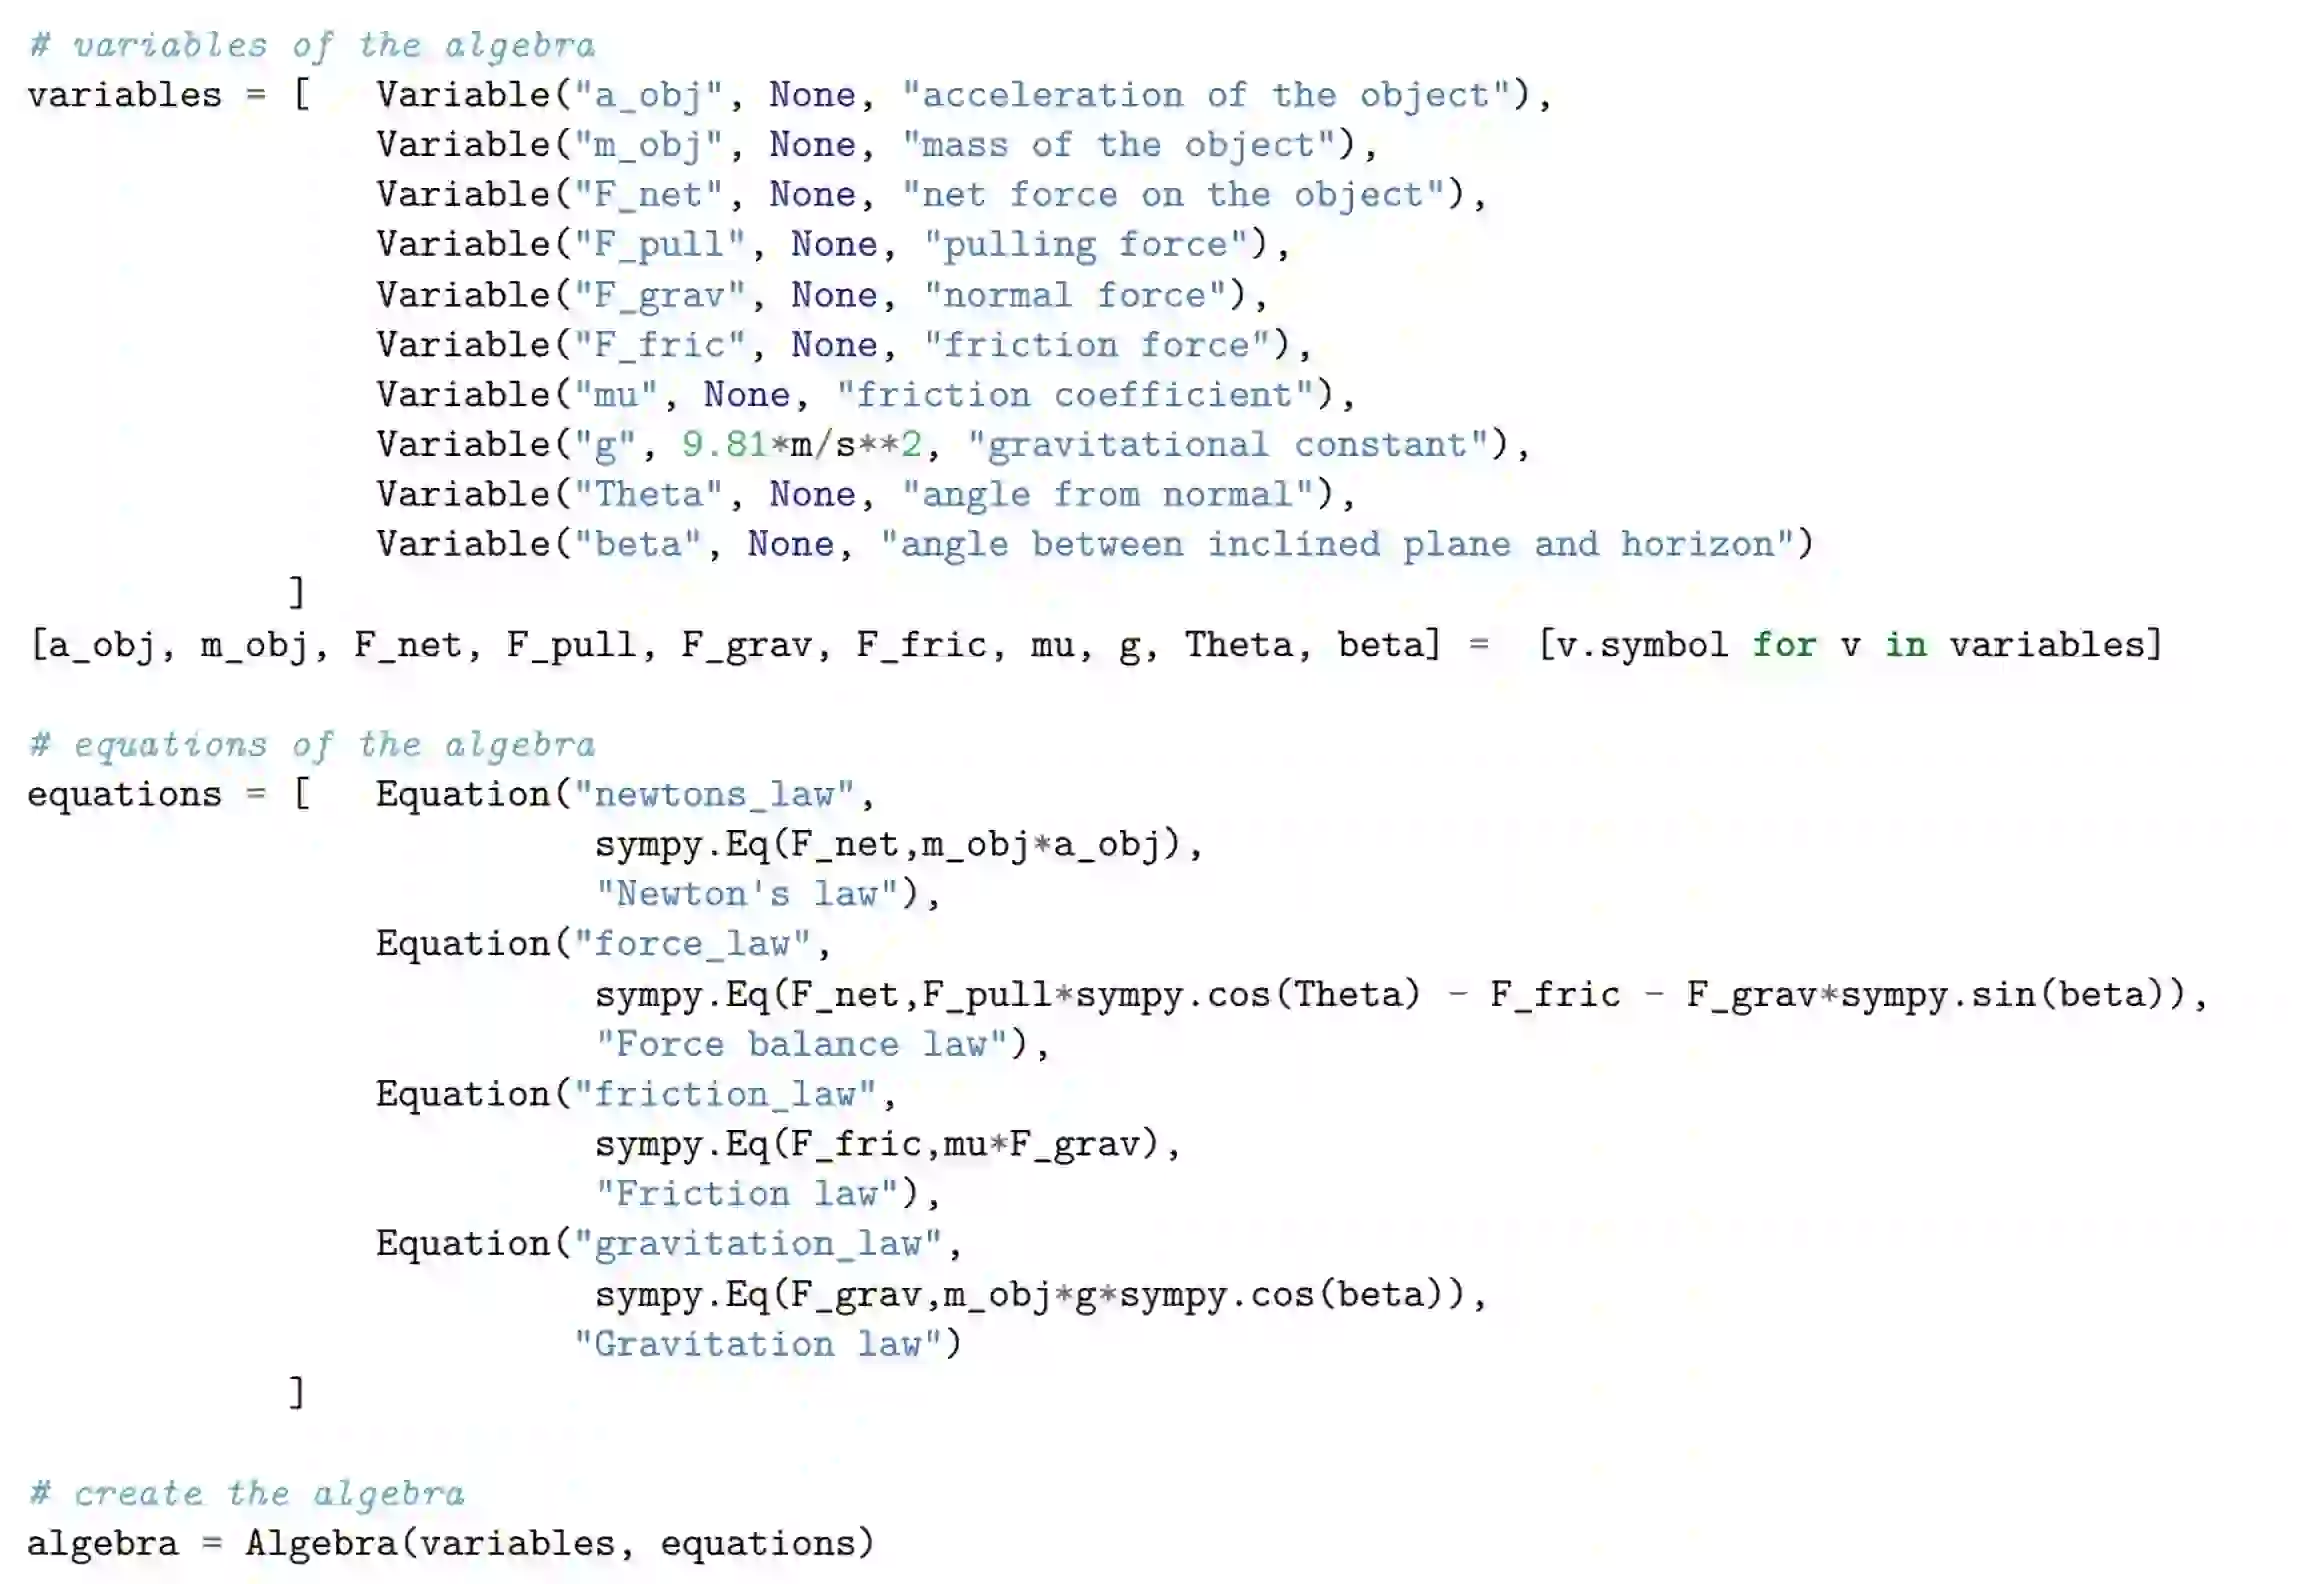 # variables of the algebra
variables = [   Variable("a_obj", None, "acceleration of the object"),
                Variable("m_obj", None, "mass of the object"),
                Variable("F_net", None, "net force on the object"),
                Variable("F_pull", None, "pulling force"),
                Variable("F_grav", None, "normal force"),
                Variable("F_fric", None, "friction force"),
                Variable("mu", None, "friction coefficient"),
                Variable("g", 9.81*m/s**2, "gravitational constant"),
                Variable("Theta", None, "angle from normal"),
                Variable("beta", None, "angle between inclined plane and horizon")
            ]
[a_obj, m_obj, F_net, F_pull, F_grav, F_fric, mu, g, Theta, beta] =  [v.symbol for v in variables]

# equations of the algebra
equations = [   Equation("newtons_law",
                          sympy.Eq(F_net,m_obj*a_obj),
                          "Newton's law"),
                Equation("force_law",
                          sympy.Eq(F_net,F_pull*sympy.cos(Theta) - F_fric - F_grav*sympy.sin(beta)),
                          "Force balance law"),
                Equation("friction_law",
                          sympy.Eq(F_fric,mu*F_grav),
                          "Friction law"),
                Equation("gravitation_law",
                          sympy.Eq(F_grav,m_obj*g*sympy.cos(beta)),
                         "Gravitation law")
            ]

# create the algebra
algebra = Algebra(variables, equations)